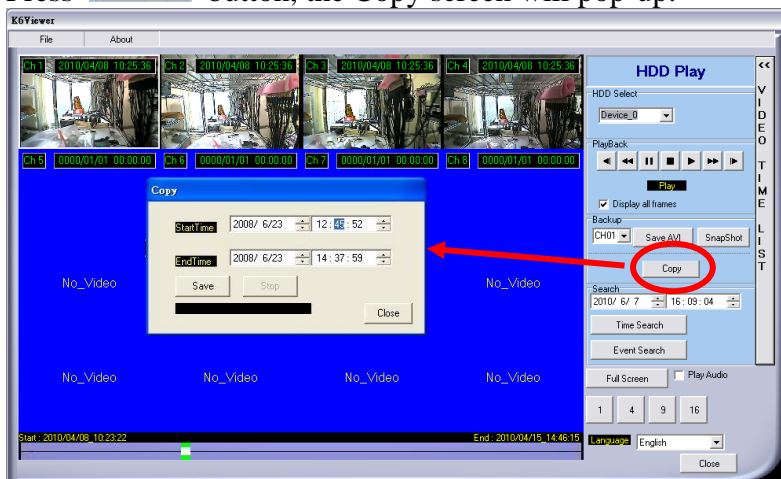 Press button, the Copy screen will pop-up.
K6Viewer
File About
Ch 1 2010/04/08 10:25:36 Ch 2 2010/04/08 10:25:36 Ch 3 2010/04/08 10:25:36 Ch 4 2010/04/08 10:25:36
Ch 5 0000/01/01 00:00:00 Ch 6 0000/01/01 00:00:00 Ch 7 0000/01/01 00:00:00 Ch 8 0000/01/01 00:00:00
Copy
StartTime 2008/ 6/23 12:45:52
EndTime 2008/ 6/23 14:37:59
Save Stop
Close
No_Video No_Video
No_Video No_Video No_Video No_Video
Start : 2010/04/08_10:23:22 End : 2010/04/15_14:46:15
HDD Play
HDD Select
Device_0
PlayBack
Play
Display all frames
Backup
CH01 Save AVI SnapShot
Copy
Search
2010/ 6/ 7 16:09:04
Time Search
Event Search
Full Screen Play Audio
1 4 9 16
Language English
Close
<<
VIDEO TIME LIST